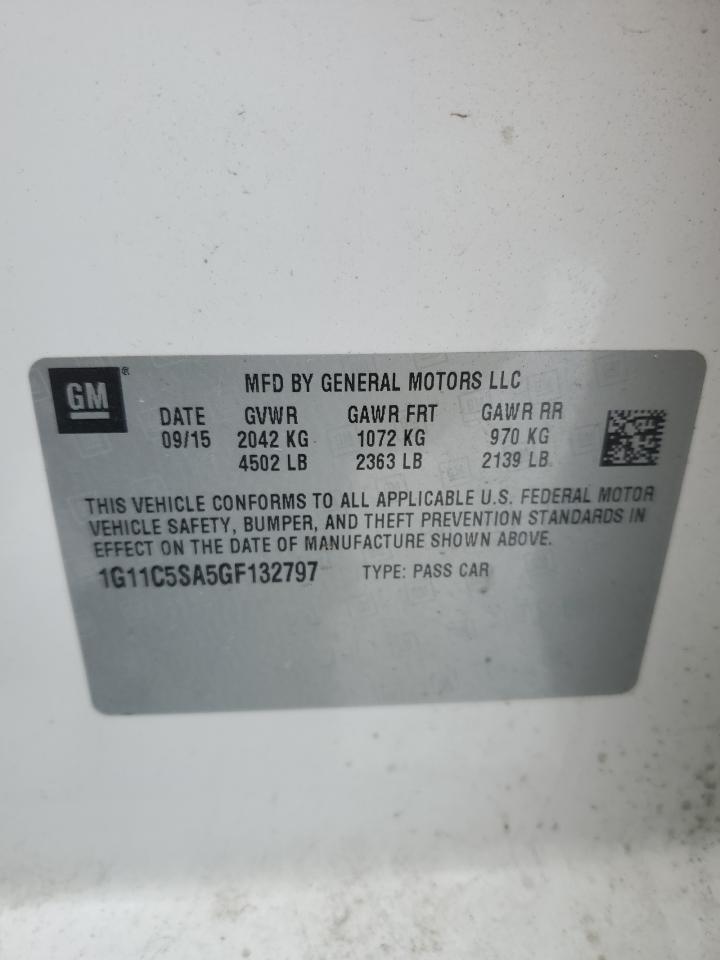 GM®
MFD BY GENERAL MOTORS LLC
DATE GVWR GAWR FRT GAWR RR
09/15 2042 KG 1072 KG 970 KG
4502 LB 2363 LB 2139 LB
THIS VEHICLE CONFORMS TO ALL APPLICABLE U.S. FEDERAL MOTOR
VEHICLE SAFETY, BUMPER, AND THEFT PREVENTION STANDARDS IN
EFFECT ON THE DATE OF MANUFACTURE SHOWN ABOVE.
1G11C5SA5GF132797 TYPE: PASS CAR